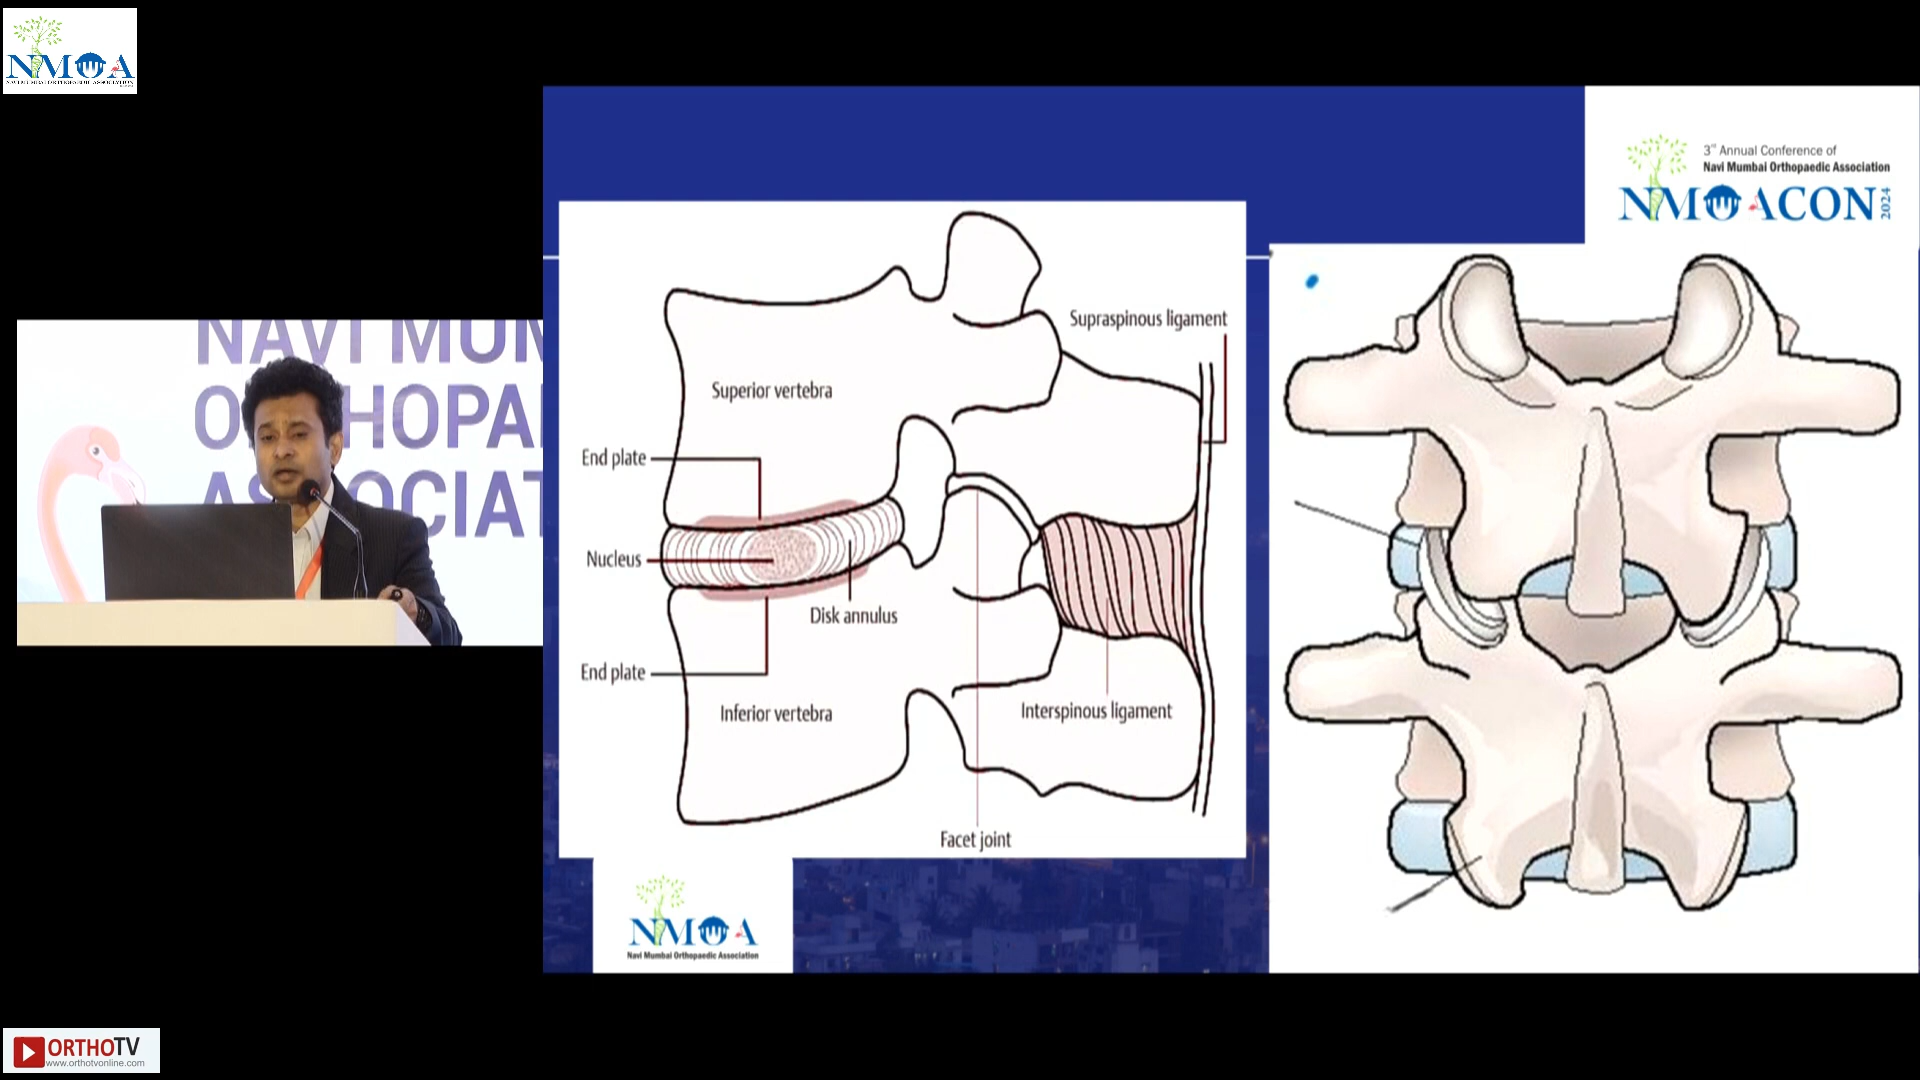 NMOA
NAVI MUMBAI ORTHOPAEDIC ASSOCIATION
NAVI MUM
ORTHOPA
ASSOCIAT
3rd Annual Conference of
Navi Mumbai Orthopaedic Association
NMOACON 2024
Supraspinous ligament
Superior vertebra
End plate
Nucleus
Disk annulus
End plate
Inferior vertebra
Interspinous ligament
Facet joint
NMOA
Navi Mumbai Orthopaedic Association
ORTHOTV
www.orthotvonline.com